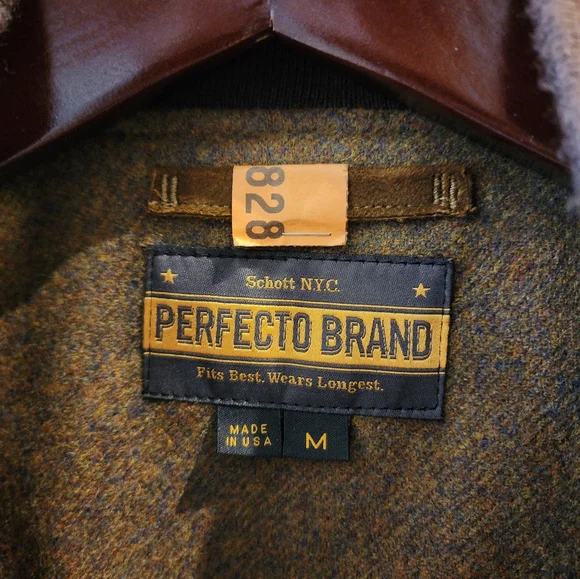 828
Schott N.Y.C.
PERFECTO BRAND
Fits Best. Wears Longest.
MADE
IN USA
M